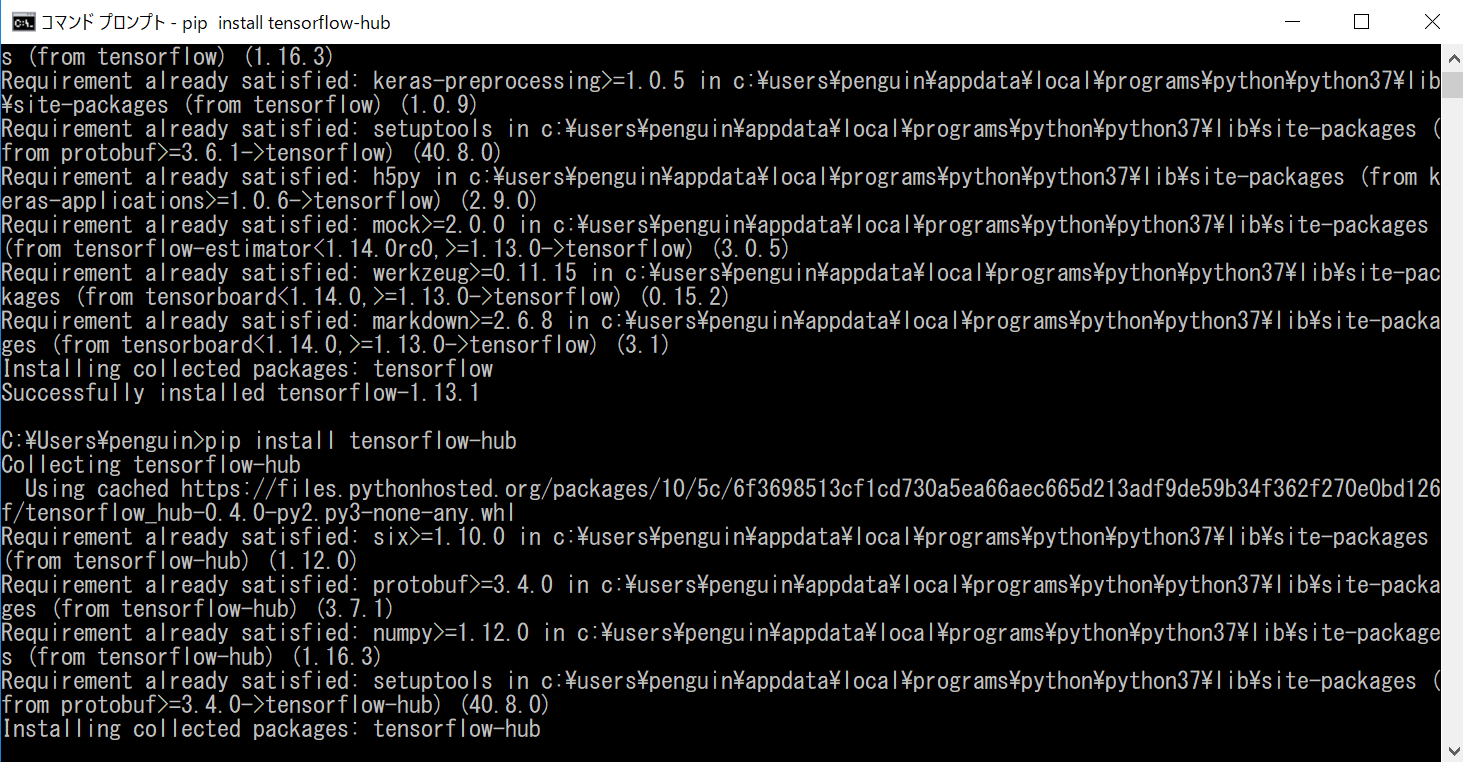 コマンド プロンプト - pip  install tensorflow-hub
s (from tensorflow) (1.16.3)
Requirement already satisfied: keras-preprocessing>=1.0.5 in c:¥users¥penguin¥appdata¥local¥programs¥python¥python37¥lib
¥site-packages (from tensorflow) (1.0.9)
Requirement already satisfied: setuptools in c:¥users¥penguin¥appdata¥local¥programs¥python¥python37¥lib¥site-packages (
from protobuf>=3.6.1->tensorflow) (40.8.0)
Requirement already satisfied: h5py in c:¥users¥penguin¥appdata¥local¥programs¥python¥python37¥lib¥site-packages (from k
eras-applications>=1.0.6->tensorflow) (2.9.0)
Requirement already satisfied: mock>=2.0.0 in c:¥users¥penguin¥appdata¥local¥programs¥python¥python37¥lib¥site-packages
(from tensorflow-estimator<1.14.0rc0,>=1.13.0->tensorflow) (3.0.5)
Requirement already satisfied: werkzeug>=0.11.15 in c:¥users¥penguin¥appdata¥local¥programs¥python¥python37¥lib¥site-pac
kages (from tensorboard<1.14.0,>=1.13.0->tensorflow) (0.15.2)
Requirement already satisfied: markdown>=2.6.8 in c:¥users¥penguin¥appdata¥local¥programs¥python¥python37¥lib¥site-packa
ges (from tensorboard<1.14.0,>=1.13.0->tensorflow) (3.1)
Installing collected packages: tensorflow
Successfully installed tensorflow-1.13.1
C:¥Users¥penguin>pip install tensorflow-hub
Collecting tensorflow-hub
  Using cached https://files.pythonhosted.org/packages/10/5c/6f3698513cf1cd730a5ea66aec665d213adf9de59b34f362f270e0bd126
f/tensorflow_hub-0.4.0-py2.py3-none-any.whl
Requirement already satisfied: six>=1.10.0 in c:¥users¥penguin¥appdata¥local¥programs¥python¥python37¥lib¥site-packages
(from tensorflow-hub) (1.12.0)
Requirement already satisfied: protobuf>=3.4.0 in c:¥users¥penguin¥appdata¥local¥programs¥python¥python37¥lib¥site-packa
ges (from tensorflow-hub) (3.7.1)
Requirement already satisfied: numpy>=1.12.0 in c:¥users¥penguin¥appdata¥local¥programs¥python¥python37¥lib¥site-package
s (from tensorflow-hub) (1.16.3)
Requirement already satisfied: setuptools in c:¥users¥penguin¥appdata¥local¥programs¥python¥python37¥lib¥site-packages (
from protobuf>=3.4.0->tensorflow-hub) (40.8.0)
Installing collected packages: tensorflow-hub